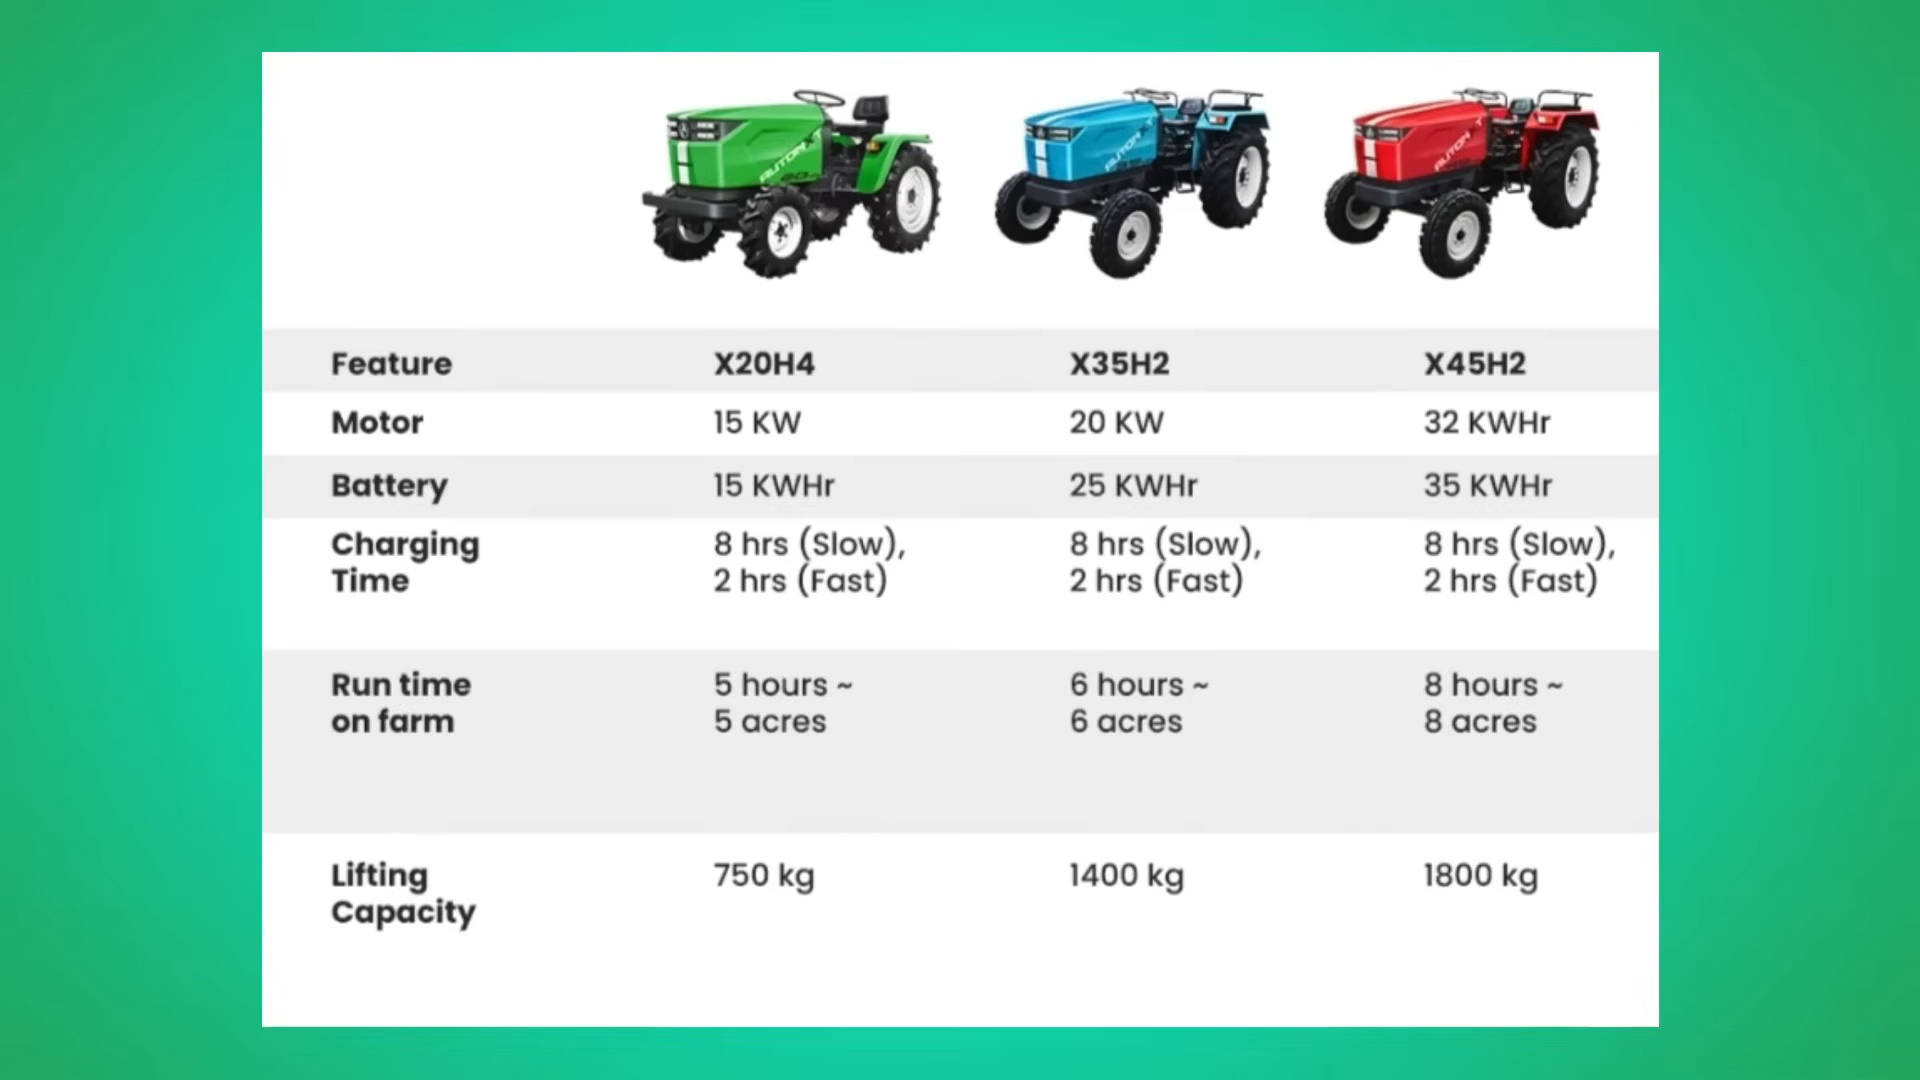 Feature X20H4 X35H2 X45H2
Motor 15 KW 20 KW 32 KWHr
Battery 15 KWHr 25 KWHr 35 KWHr
Charging 8 hrs (Slow), 8 hrs (Slow), 8 hrs (Slow),
Time 2 hrs (Fast) 2 hrs (Fast) 2 hrs (Fast)
Run time 5 hours ~ 6 hours ~ 8 hours ~
on farm 5 acres 6 acres 8 acres
Lifting 750 kg 1400 kg 1800 kg
Capacity